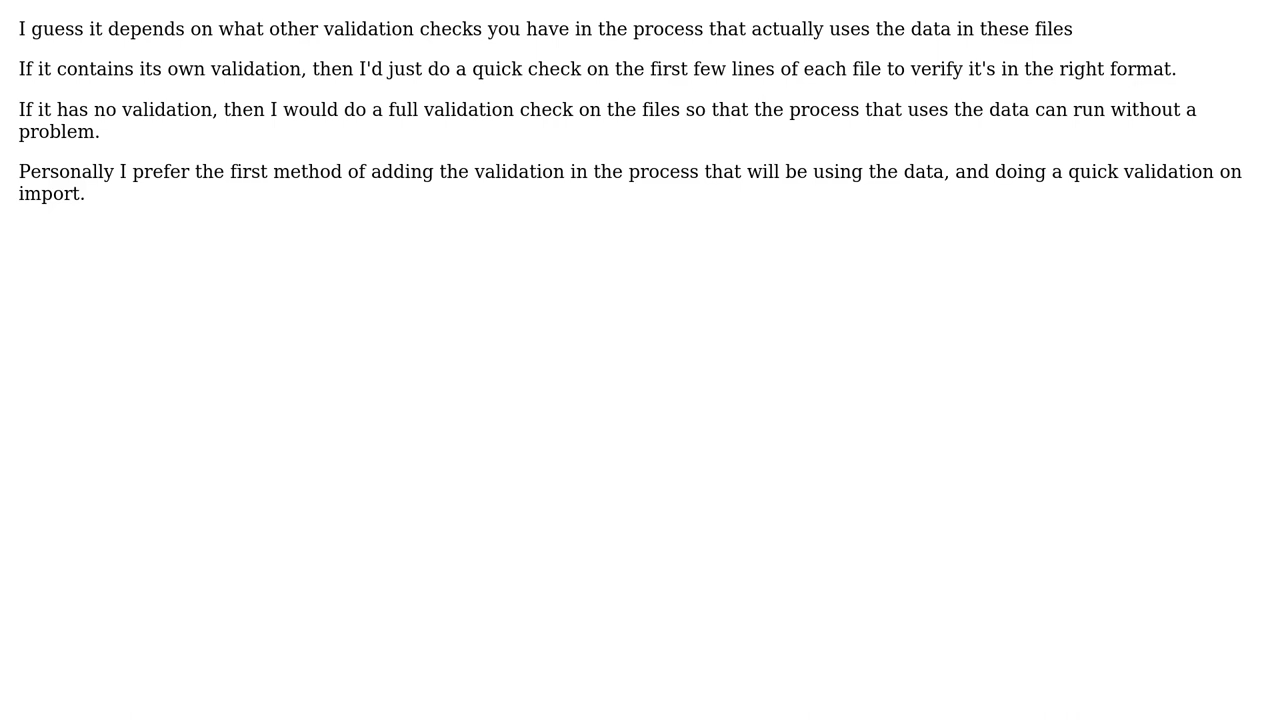 I guess it depends on what other validation checks you have in the process that actually uses the data in these files
If it contains its own validation, then I'd just do a quick check on the first few lines of each file to verify it's in the right format.
If it has no validation, then I would do a full validation check on the files so that the process that uses the data can run without a
problem.
Personally I prefer the first method of adding the validation in the process that will be using the data, and doing a quick validation on
import.